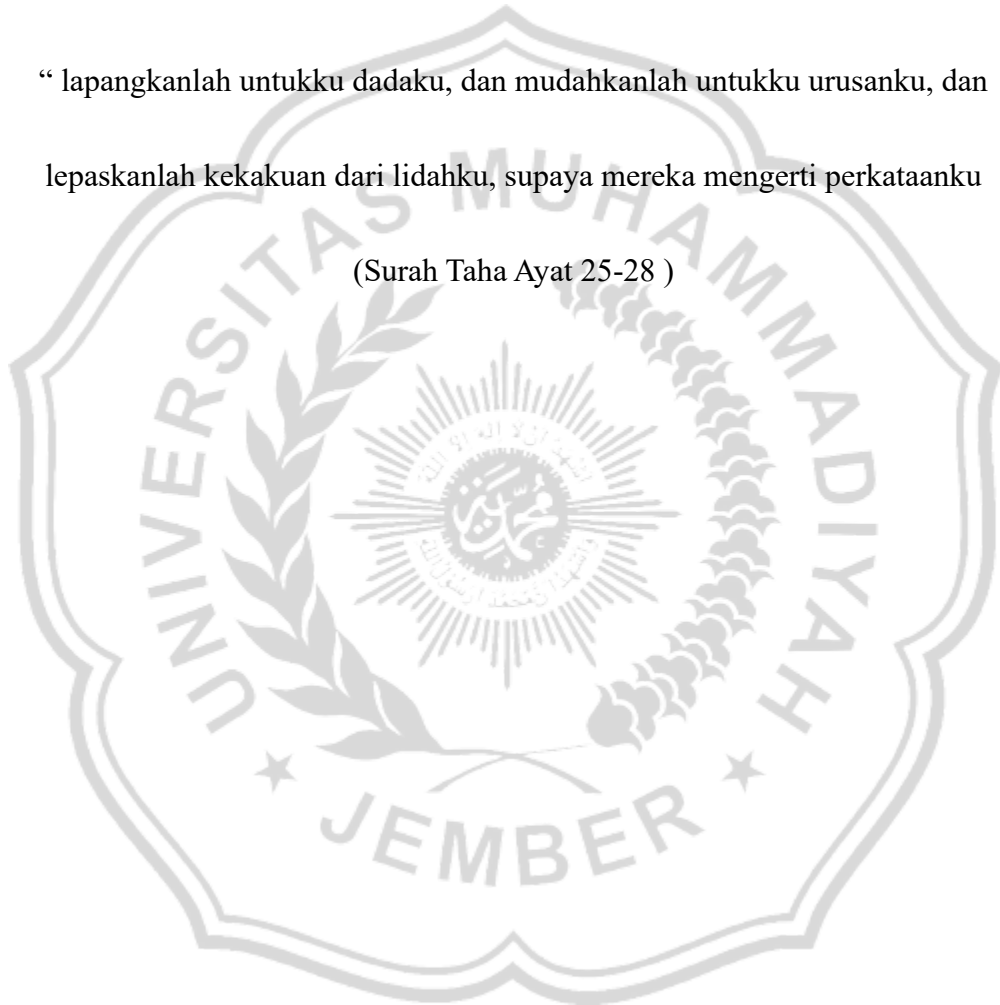 “ lapangkanlah untukku dadaku, dan mudahkanlah untukku urusanku, dan
lepaskanlah kekakuan dari lidahku, supaya mereka mengerti perkataanku
(Surah Taha Ayat 25-28 )
UNIVERSITAS MUHAMMADIYAH
JEMBER